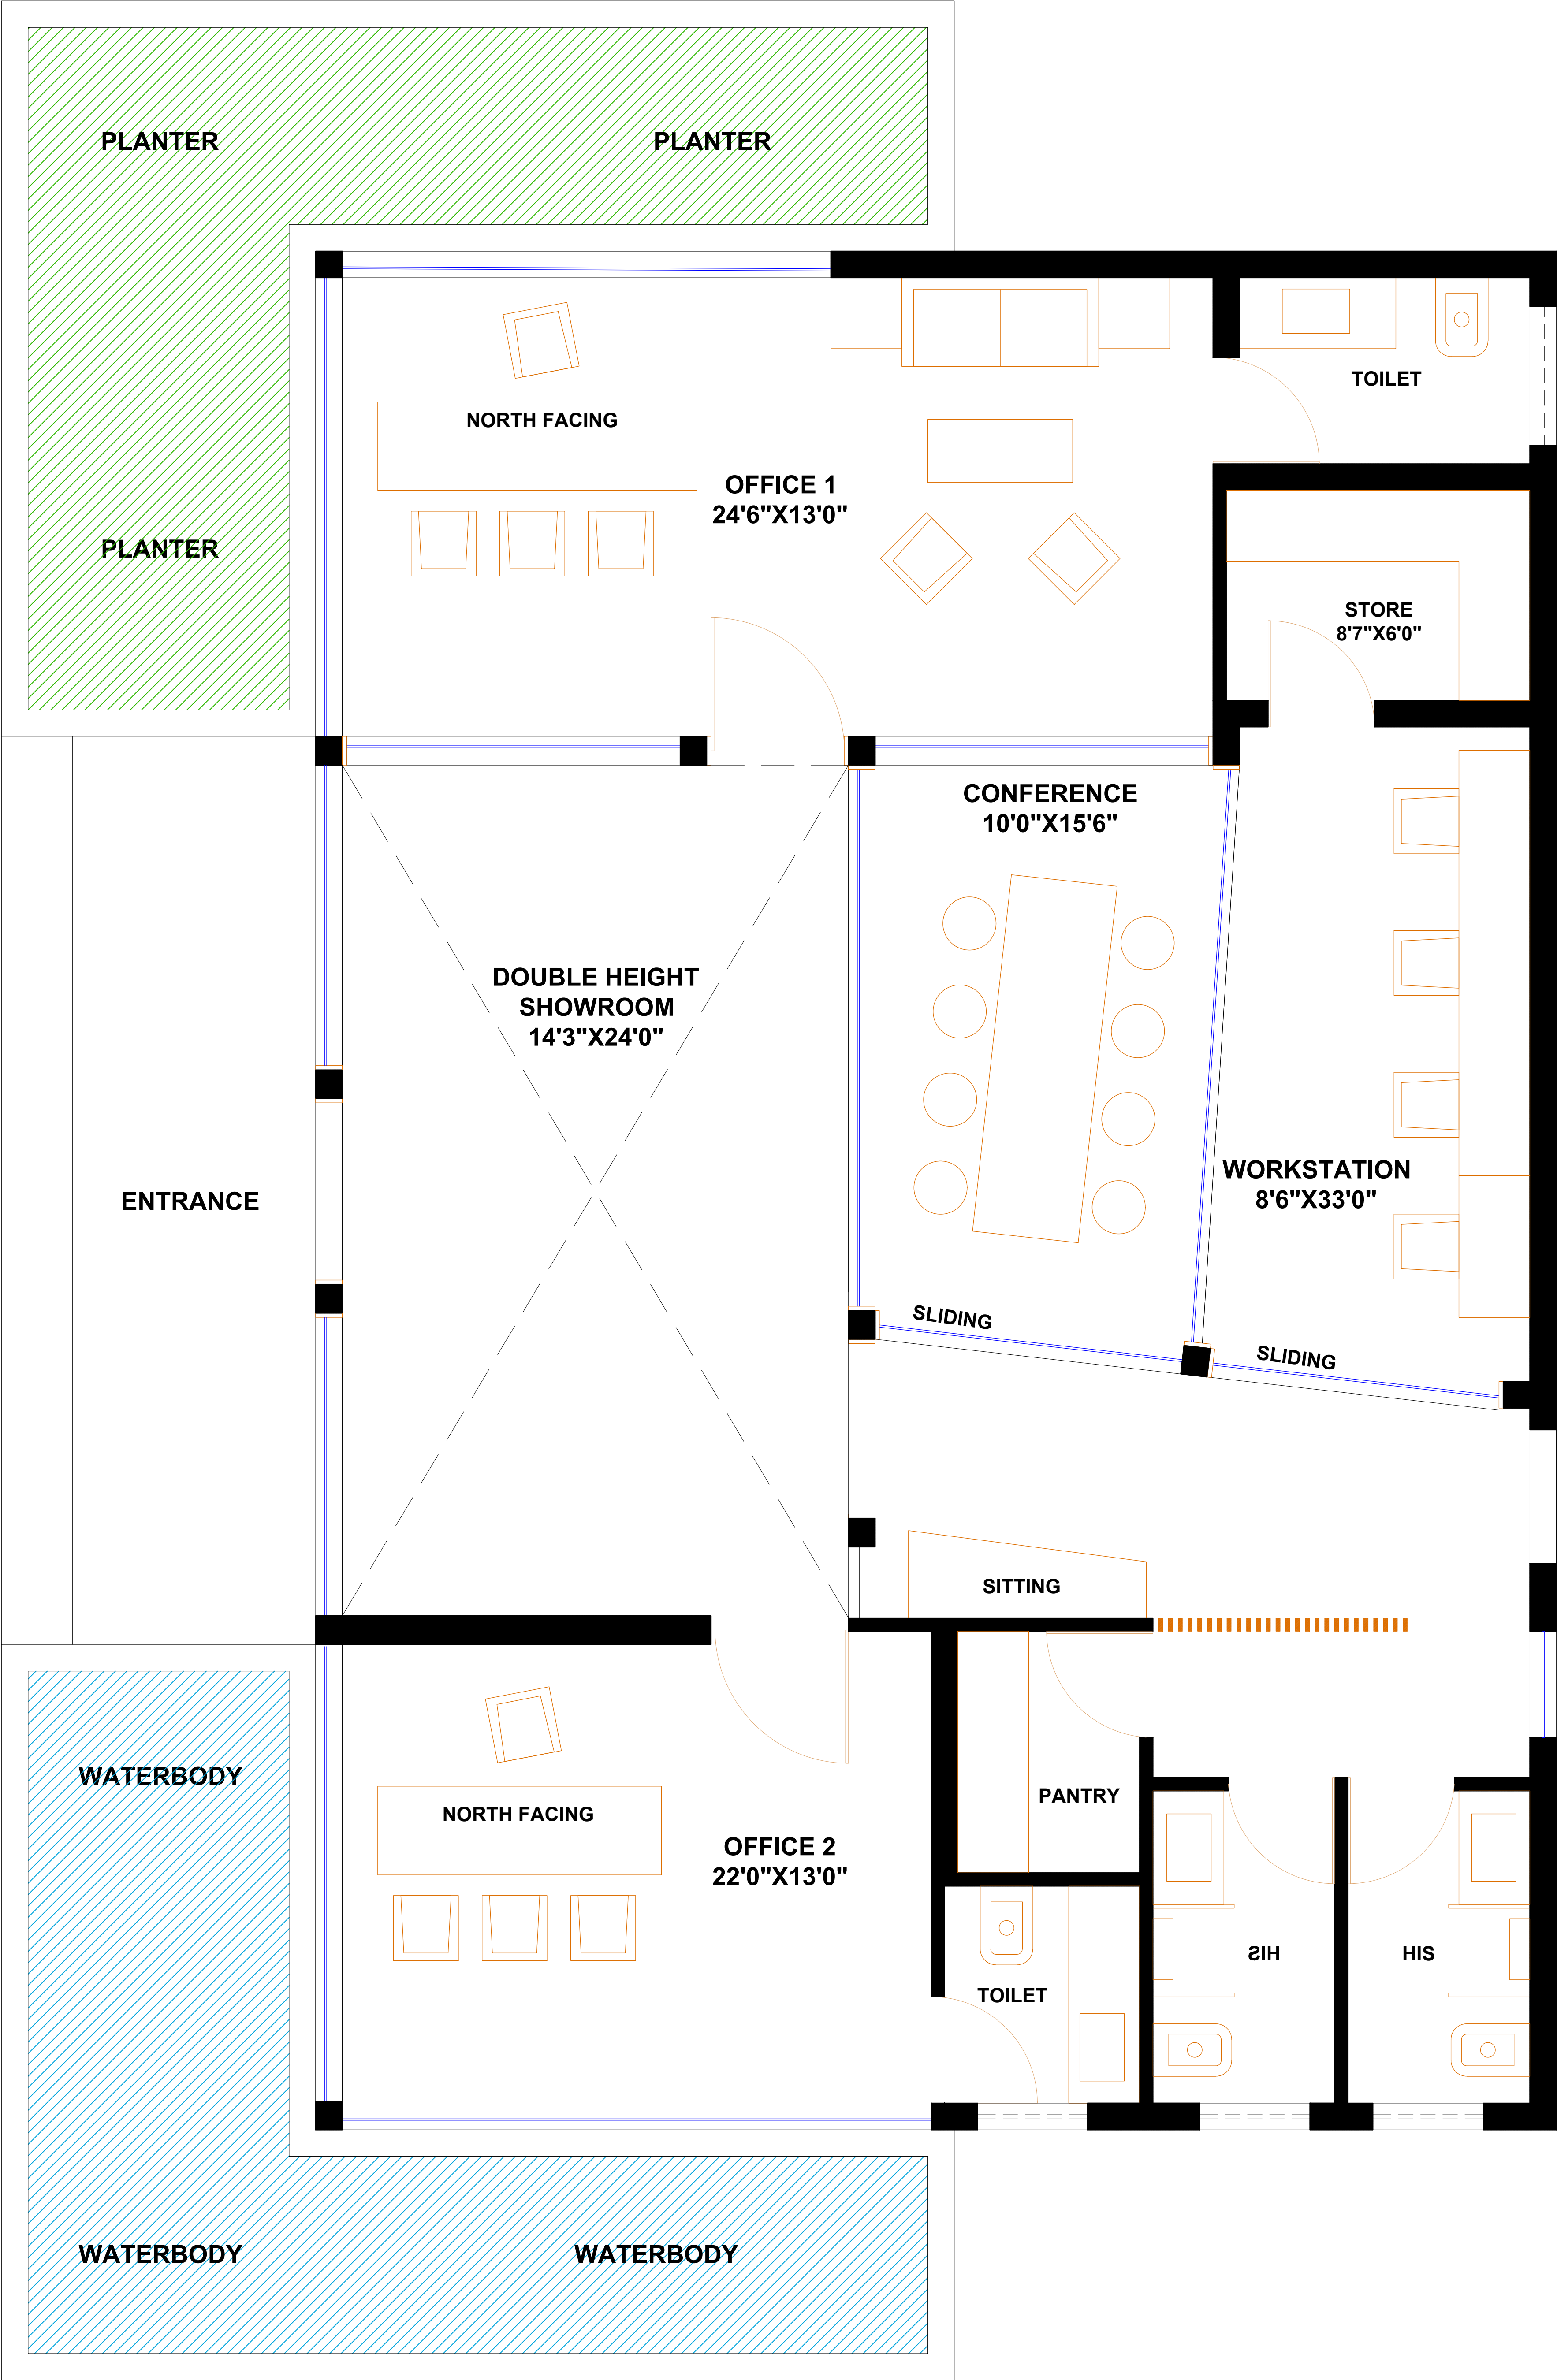 PLANTER
PLANTER
NORTH FACING
TOILET
OFFICE 1
24'6"X13'0"
PLANTER
STORE
8'7"X6'0"
CONFERENCE
10'0"X15'6"
DOUBLE HEIGHT
SHOWROOM
14'3"X24'0"
WORKSTATION
8'6"X33'0"
ENTRANCE
SLIDING
SLIDING
SITTING
WATERBODY
PANTRY
NORTH FACING
OFFICE 2
22'0"X13'0"
HIS
HIS
TOILET
WATERBODY
WATERBODY